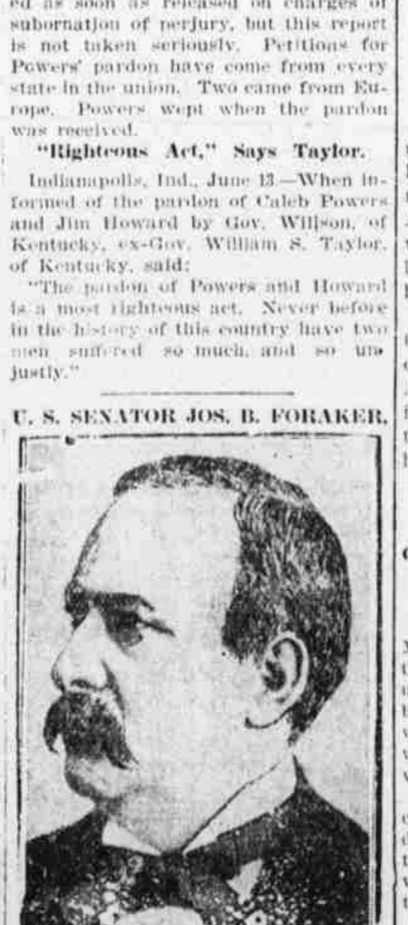 ed as soon as released on charges of
subornation of perjury, but this report
is not taken seriously. Petitions for
Powers' pardon have come from every
state in the union. Two came from Eu-
rope. Powers wept when the pardon
was received.
"Righteous Act," Says Taylor.
Indianapolis, Ind., June 13.—When in-
formed of the pardon of Caleb Powers
and Jim Howard by Gov. Willson, of
Kentucky, ex-Gov. William S. Taylor,
of Kentucky, said:
"The pardon of Powers and Howard
is a most righteous act. Never before
in the history of this country have two
men suffered so much, and so un-
justly."
U. S. SENATOR JOS. B. FORAKER.